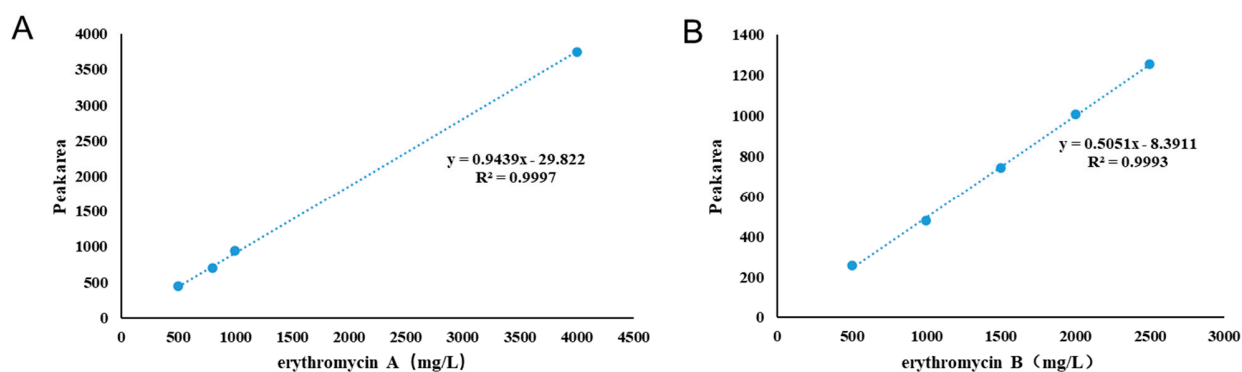 A
4000
3500
3000
2500
2000
1500
1000
500
0
Peakarea
y = 0.9439x - 29.822
R² = 0.9997
0 500 1000 1500 2000 2500 3000 3500 4000 4500
erythromycin A (mg/L)
B
1400
1200
1000
800
600
400
200
0
Peakarea
y = 0.5051x - 8.3911
R² = 0.9993
0 500 1000 1500 2000 2500 3000
erythromycin B（mg/L）